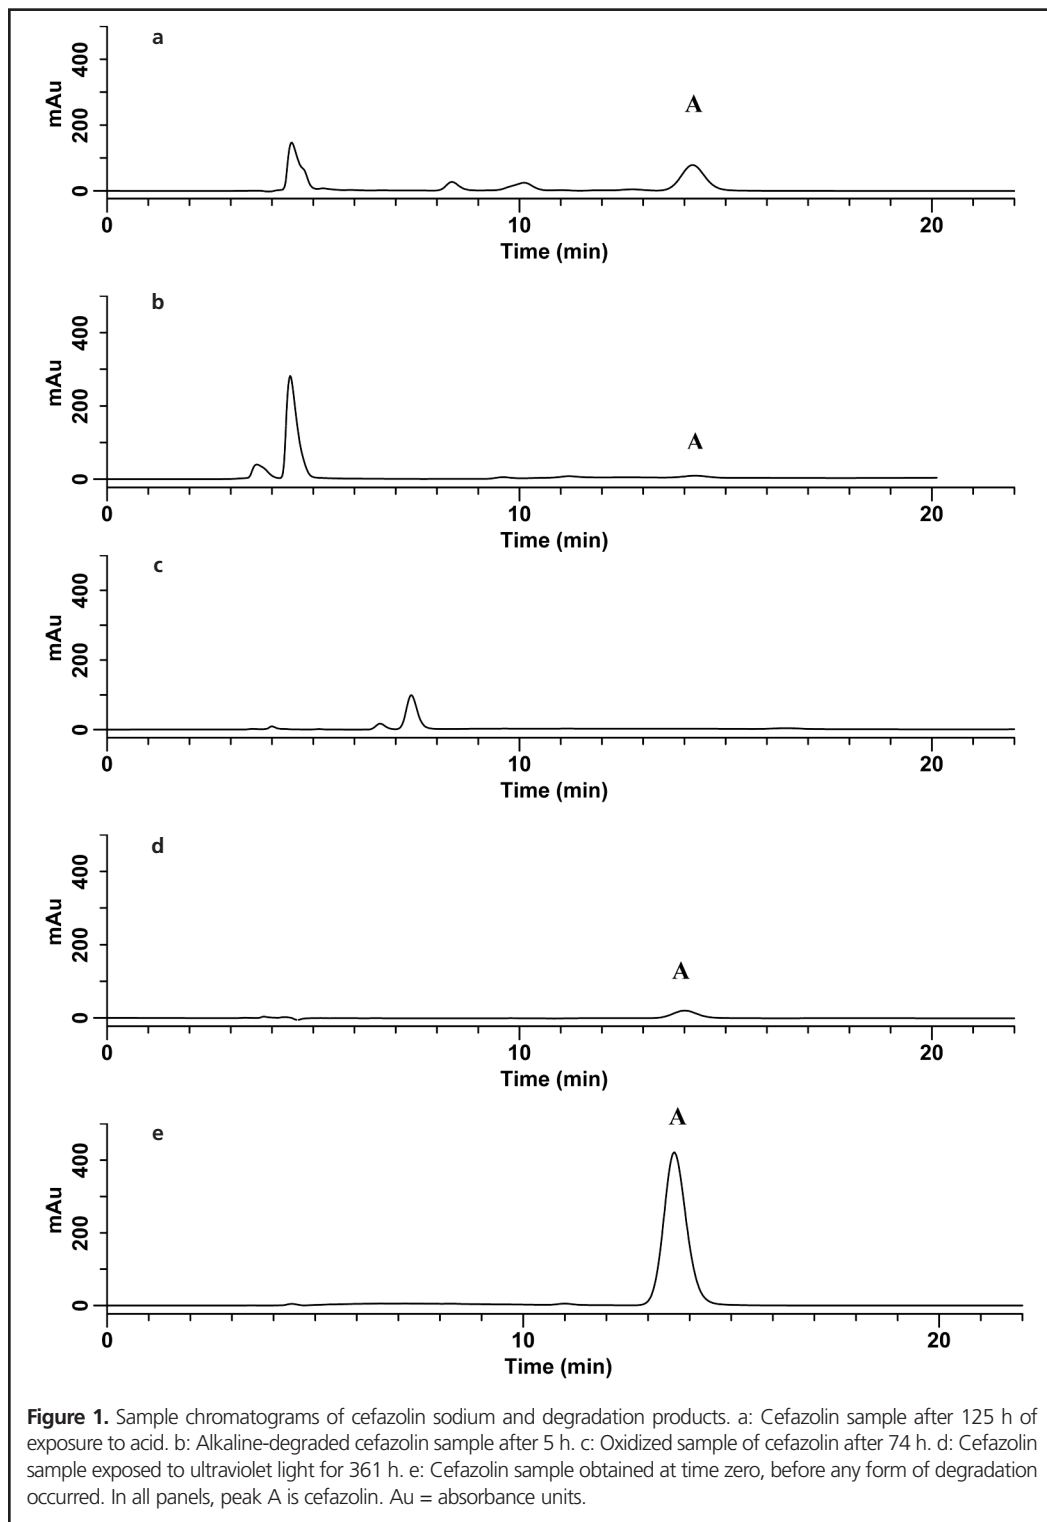 a
A
mAu
400
200
0
0 10 20
Time (min)
b
A
mAu
400
200
0
0 10 20
Time (min)
c
mAu
400
200
0
0 10 20
Time (min)
d
A
mAu
400
200
0
0 10 20
Time (min)
A
e
mAu
400
200
0
0 10 20
Time (min)
Figure 1. Sample chromatograms of cefazolin sodium and degradation products. a: Cefazolin sample after 125 h of
exposure to acid. b: Alkaline-degraded cefazolin sample after 5 h. c: Oxidized sample of cefazolin after 74 h. d: Cefazolin
sample exposed to ultraviolet light for 361 h. e: Cefazolin sample obtained at time zero, before any form of degradation
occurred. In all panels, peak A is cefazolin. Au = absorbance units.